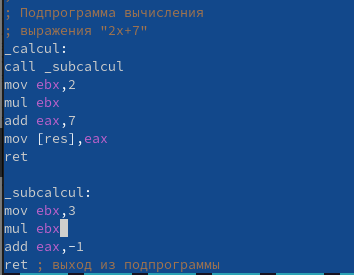 ; Подпрограмма вычисления
; выражения "2x+7"
_calcul:
call _subcalcul
mov ebx,2
mul ebx
add eax,7
mov [res],eax
ret
_subcalcul:
mov ebx,3
mul ebx
add eax,-1
ret ; выход из подпрограммы